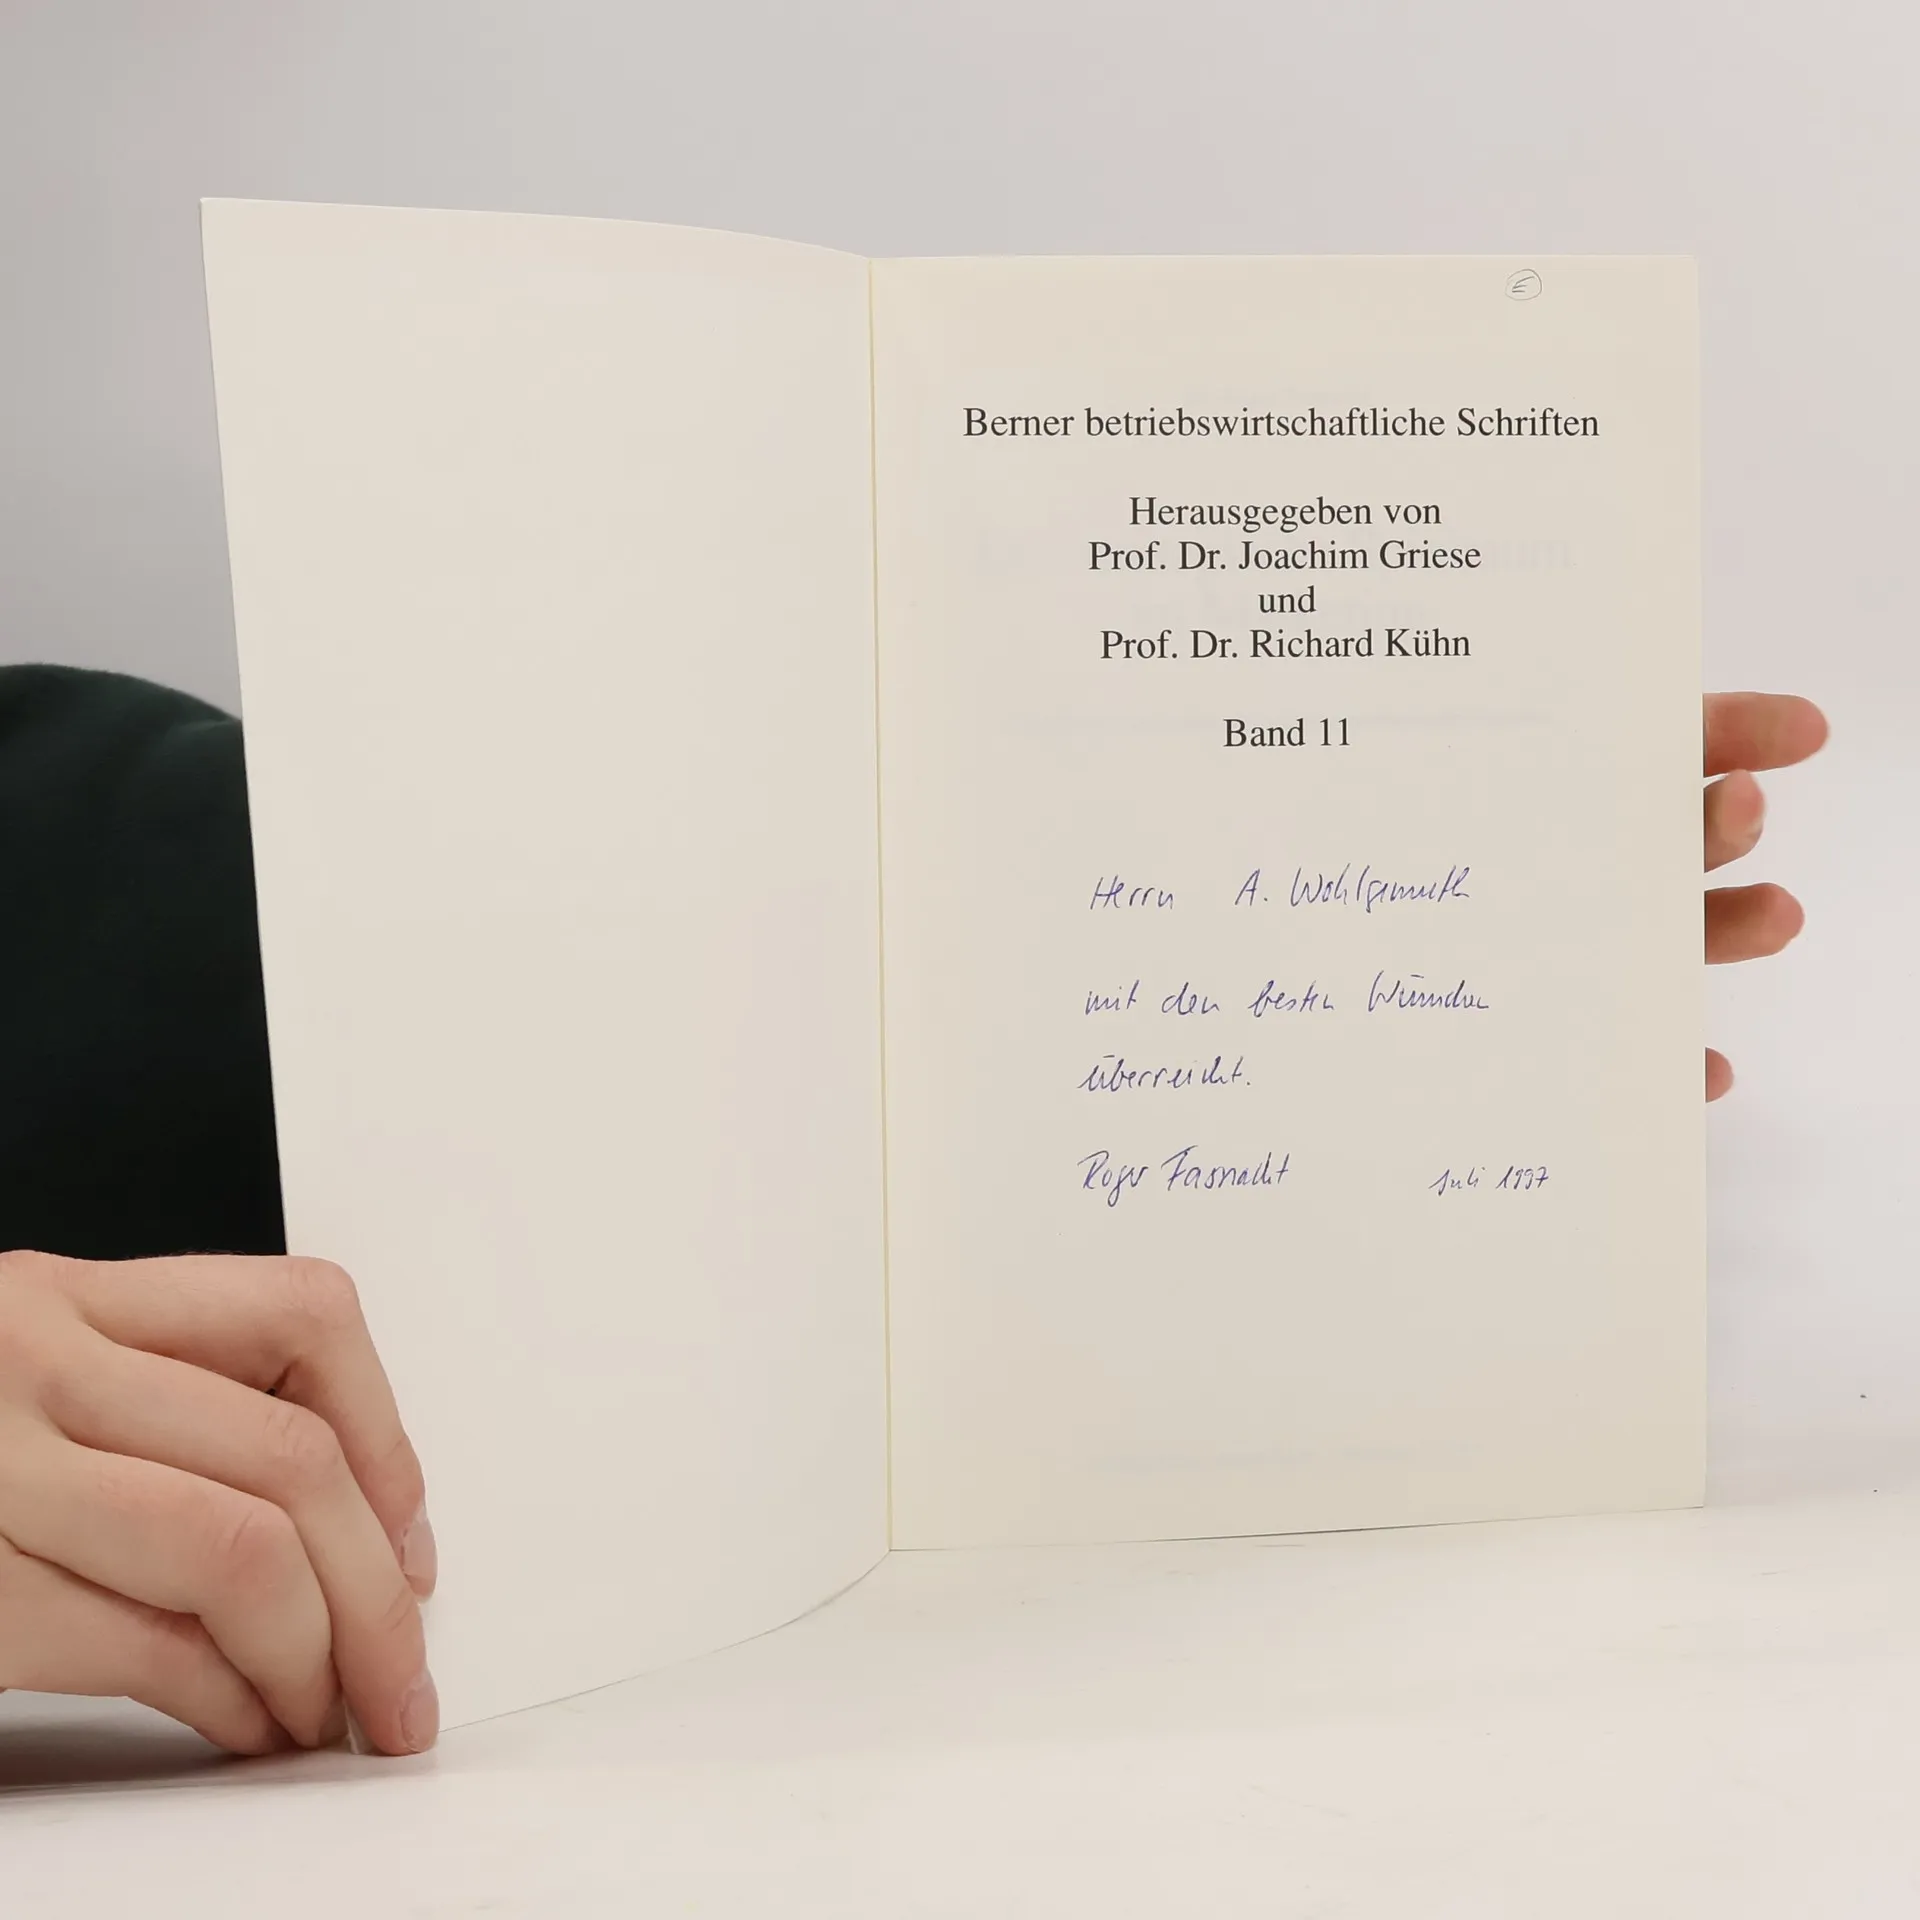 €
Berner betriebswirtschaftliche Schriften
Herausgegeben von
Prof. Dr. Joachim Griese
und
Prof. Dr. Richard Kühn
Band 11
Herrn A. Wohlgemuth
mit den besten Wünschen
überreicht.
Roger Fasnacht Juli 1997